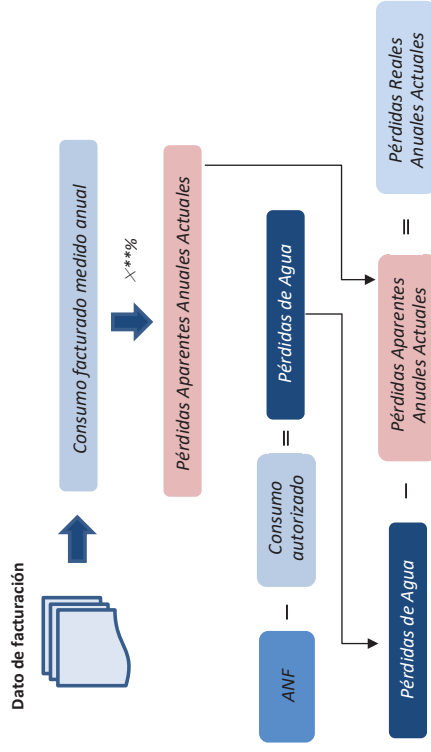 Dato de facturación
Consumo facturado medido anual
×**%
Pérdidas Aparentes Anuales Actuales
ANF
−
Consumo
autorizado
=
Pérdidas de Agua
Pérdidas de Agua
−
Pérdidas Aparentes
Anuales Actuales
=
Pérdidas Reales
Anuales Actuales